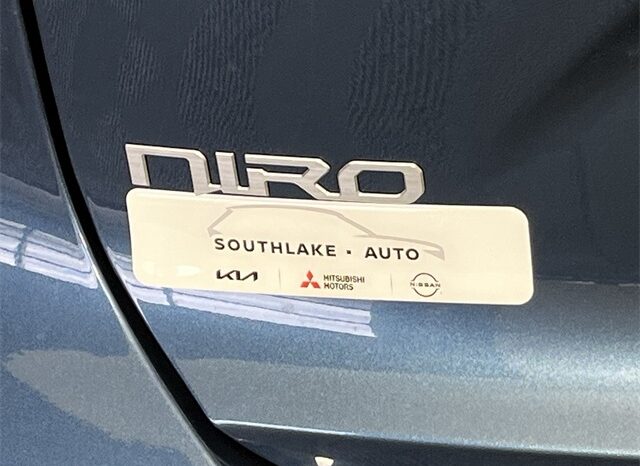 NIRO
SOUTHLAKE · AUTO
KIA MITSUBISHI MOTORS NISSAN